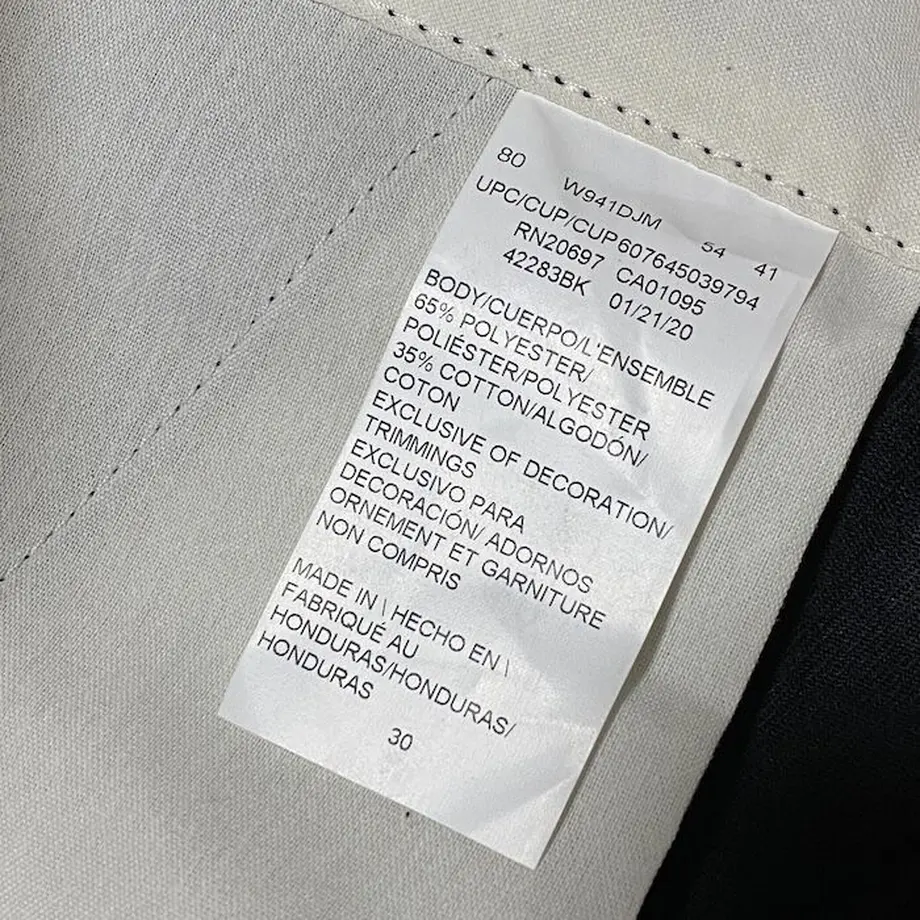 80 W941DJM 54 41
UPC/CUP/CUP607645039794
RN20697 CA01095
42283BK 01/21/20
BODY/CUERPO/L'ENSEMBLE
65% POLYESTER/
POLIÉSTER/POLYESTER
35% COTTON/ALGODÓN/
COTON
EXCLUSIVE OF DECORATION/
TRIMMINGS
EXCLUSIVO PARA
DECORACIÓN/ ADORNOS
ORNEMENT ET GARNITURE
NON COMPRIS
MADE IN \ HECHO EN \
FABRIQUÉ AU
HONDURAS/HONDURAS/
HONDURAS
30